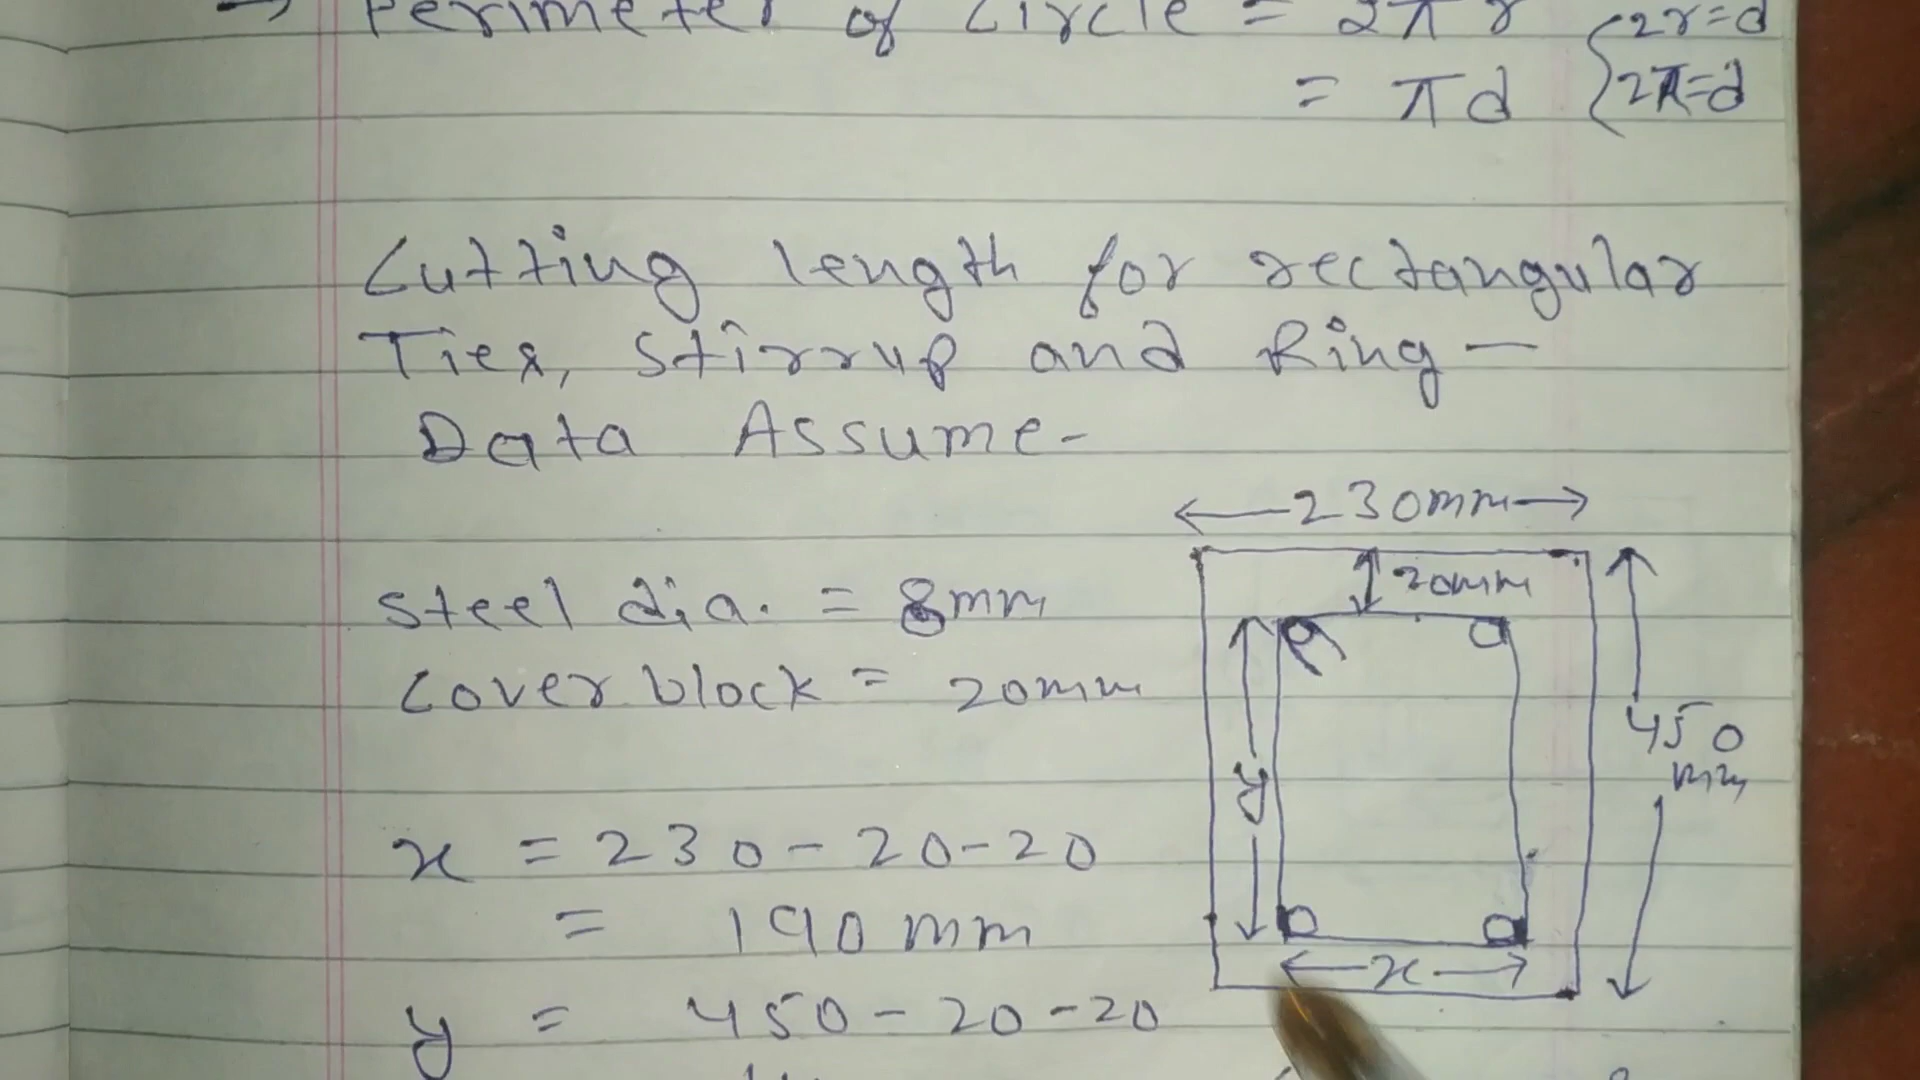 → Perimeter of Circle = 2πr {2r=d
= πd {2π=d
Cutting length for rectangular
Ties, Stirrup and Ring —
Data Assume-
230mm
20mm
Steel dia. = 8mm
Cover block = 20mm
450
mm
y
x = 230-20-20
= 190 mm
x
y = 450-20-20